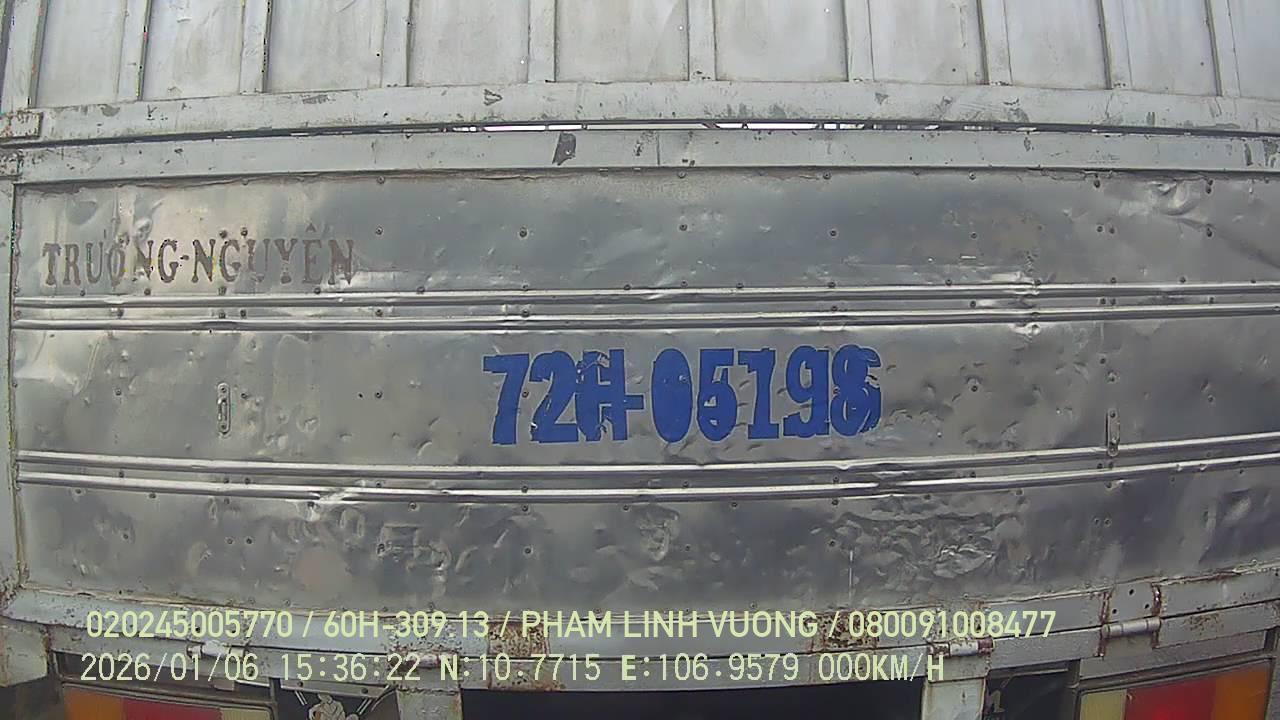 TRƯỜNG-NGUYÊN
72H-05198
020245005770 / 60H-309.13 / PHAM LINH VUONG / 080091008477
2026/01/06 15:36:22 N:10.7715 E:106.9579 000KM/H